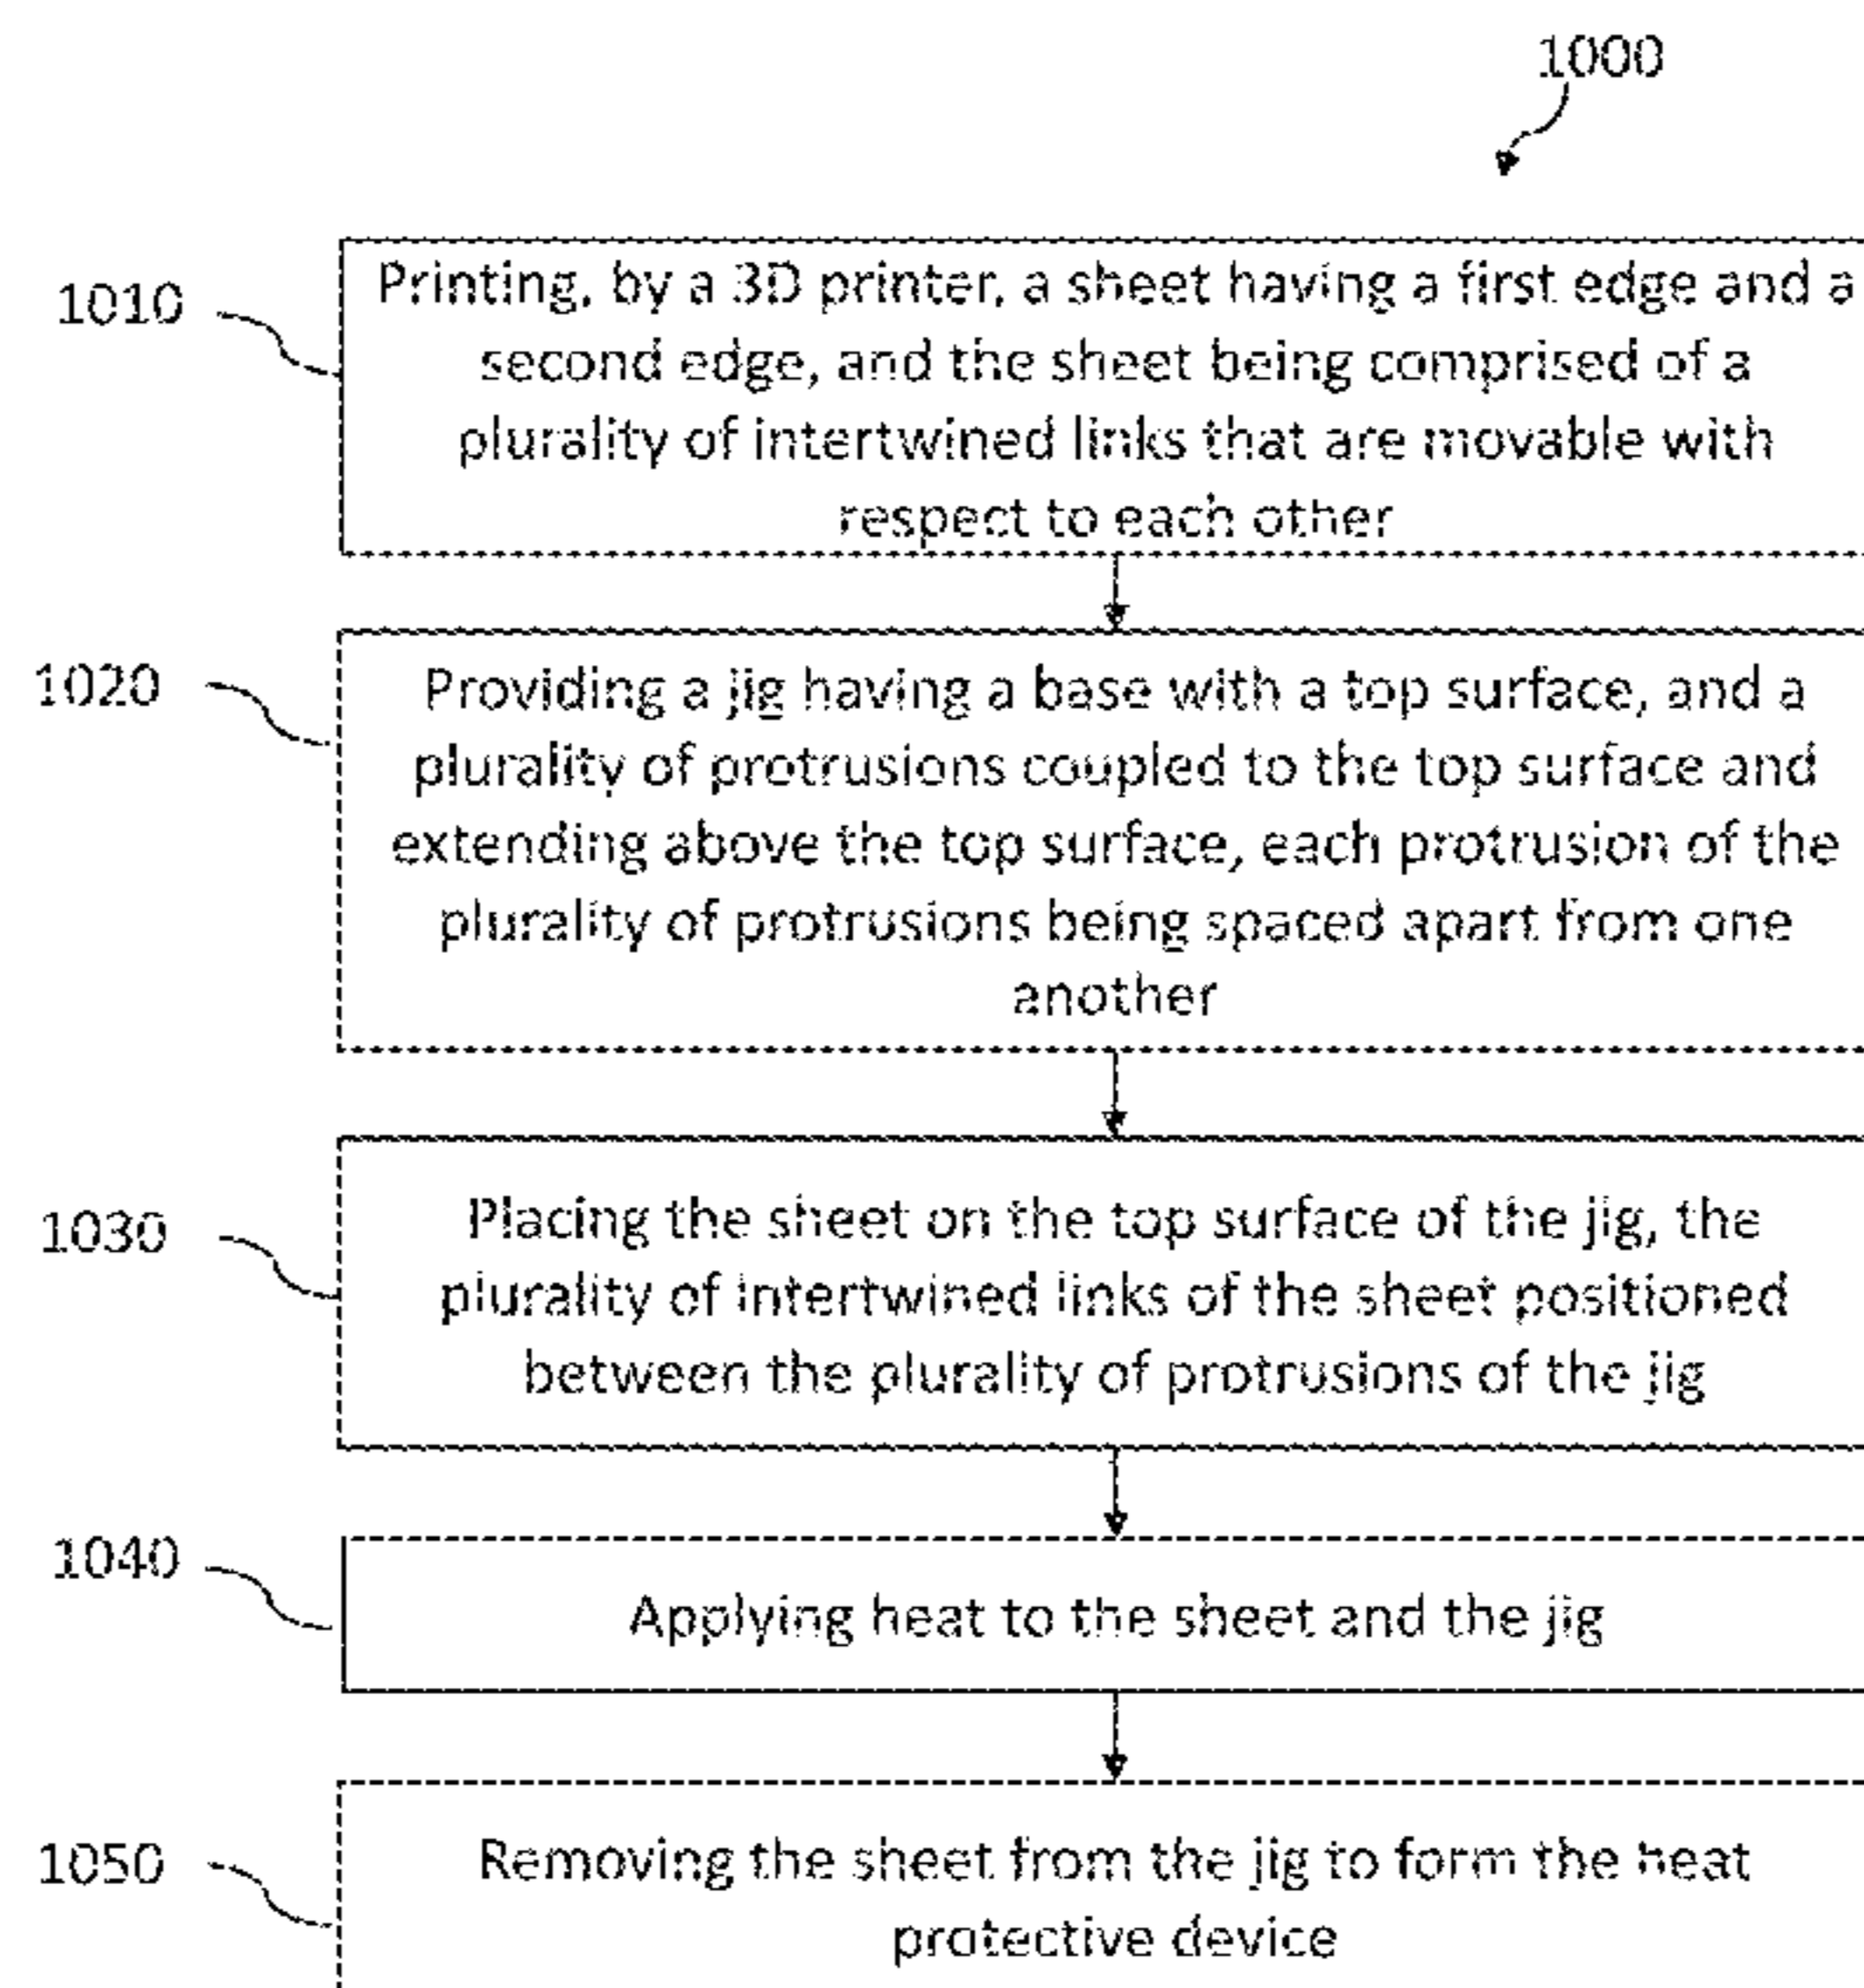 1000
1010
Printing, by a 3D printer, a sheet having a first edge and a
second edge, and the sheet being comprised of a
plurality of intertwined links that are movable with
respect to each other
1020
Providing a jig having a base with a top surface, and a
plurality of protrusions coupled to the top surface and
extending above the top surface, each protrusion of the
plurality of protrusions being spaced apart from one
another
1030
Placing the sheet on the top surface of the jig, the
plurality of intertwined links of the sheet positioned
between the plurality of protrusions of the jig
1040
Applying heat to the sheet and the jig
1050
Removing the sheet from the jig to form the heat
protective device